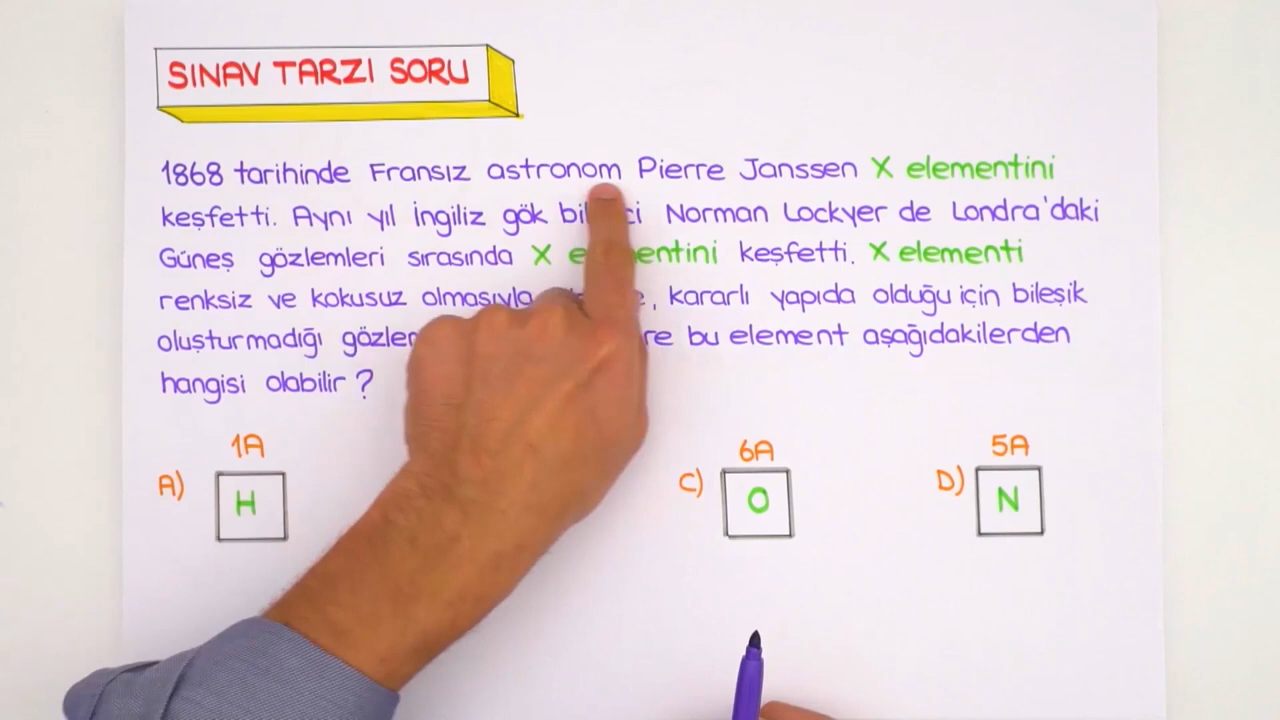 SINAV TARZI SORU
1868 tarihinde Fransız astronom Pierre Janssen X elementini
keşfetti. Aynı yıl İngiliz gök Norman Lockyer de Londra'daki
Güneş gözlemleri sırasında X elementini keşfetti. X elementi
renksiz ve kokusuz olmasıyla , kararlı yapıda olduğu için bileşik
oluşturmadığı bu element aşağıdakilerden
hangisi olabilir ?
1A 6A 5A
A) H C) O D) N